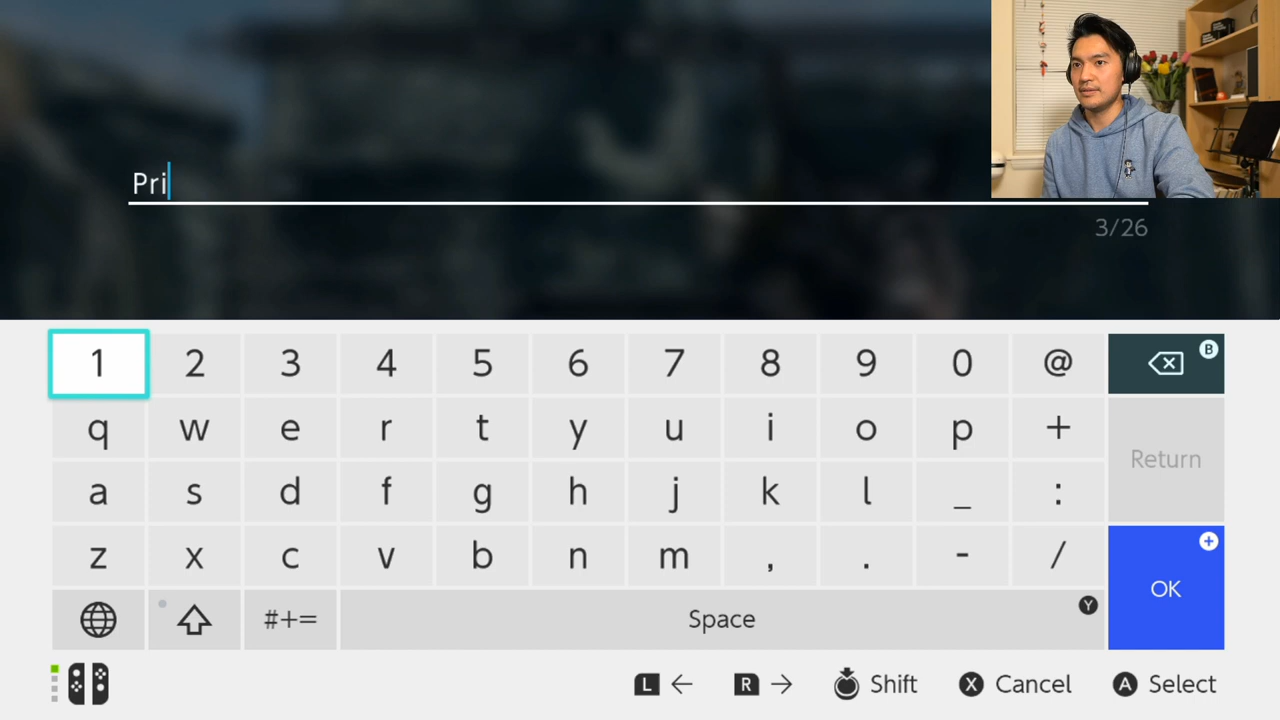 Pri
3/26
1 2 3 4 5 6 7 8 9 0 @ B
q w e r t y u i o p + Return
a s d f g h j k l _ :
z x c v b n m , . - / + OK
#+= Space Y
L ← R → Shift X Cancel A Select